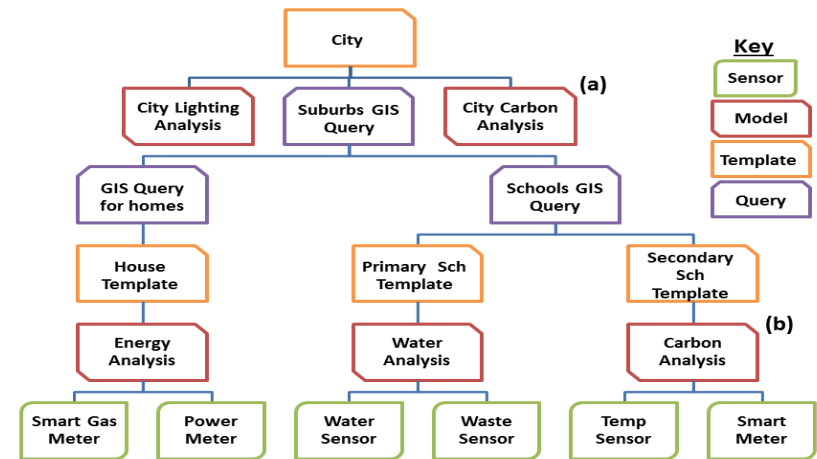 City
Key
Sensor
Model
Template
Query
(a)
City Lighting
Analysis
Suburbs GIS
Query
City Carbon
Analysis
GIS Query
for homes
Schools GIS
Query
House
Template
Primary Sch
Template
Secondary
Sch
Template
(b)
Energy
Analysis
Water
Analysis
Carbon
Analysis
Smart Gas
Meter
Power
Meter
Water
Sensor
Waste
Sensor
Temp
Sensor
Smart
Meter